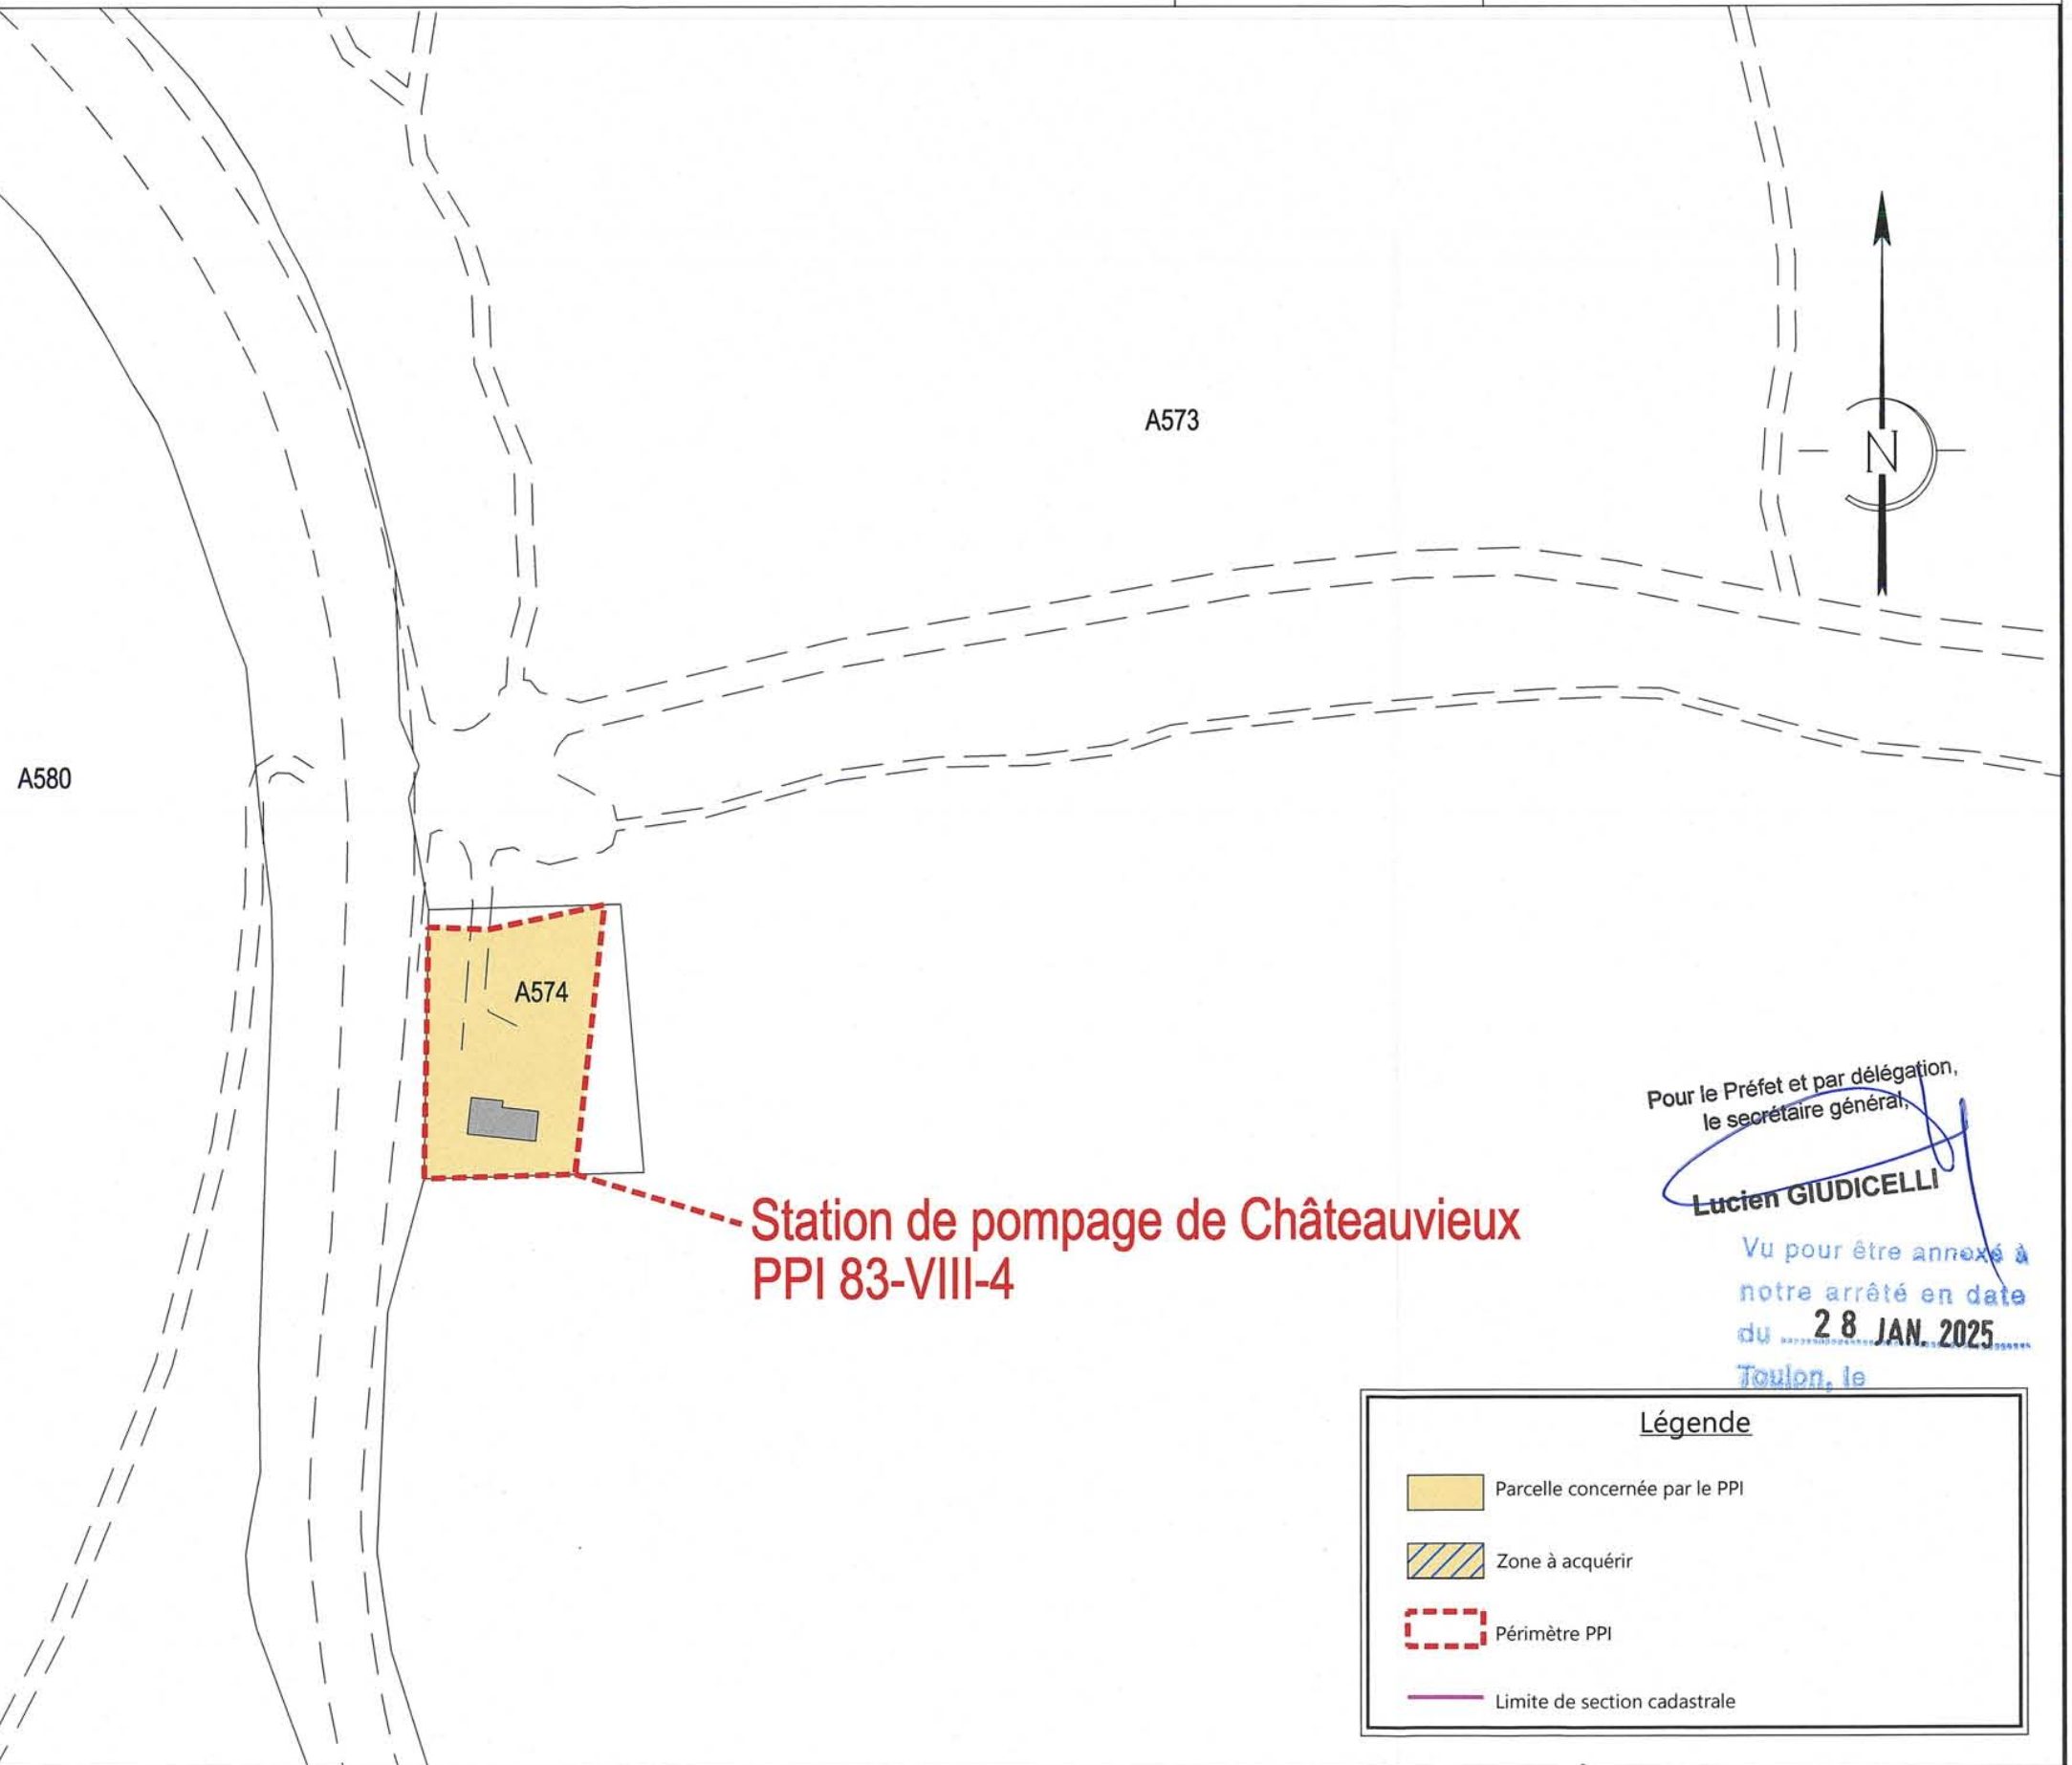 A573
N
A580
A574
Station de pompage de Châteauvieux
PPI 83-VIII-4
Pour le Préfet et par délégation,
le secrétaire général,
Lucien GIUDICELLI
Vu pour être annexé à
notre arrêté en date
du 28 JAN. 2025
Toulon, le
Légende
Parcelle concernée par le PPI
Zone à acquérir
Périmètre PPI
Limite de section cadastrale